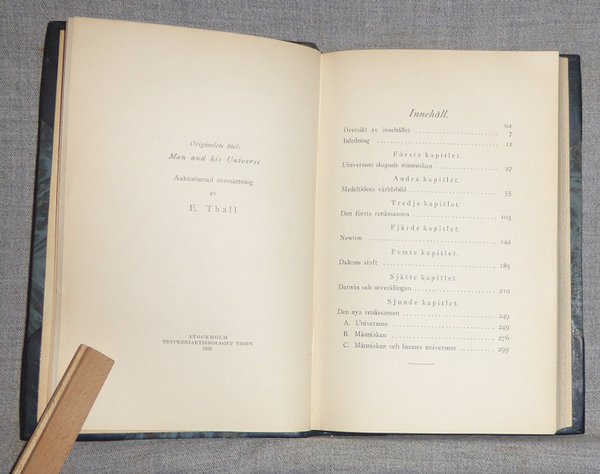 Originalets titel:
Man and his Universe
Auktoriserad översättning
av
E. Thall
STOCKHOLM
TRYCKERIAKTIEBOLAGET TIDEN
Innehåll.
Sid.
Översikt av innehållet 7
Inledning 11
Första kapitlet.
Universum skapade människan 27
Andra kapitlet.
Medeltidens världsbild 55
Tredje kapitlet.
Den första renässansen 105
Fjärde kapitlet.
Newton 144
Femte kapitlet.
Daltons stoft 185
Sjätte kapitlet.
Darwin och utvecklingen 210
Sjunde kapitlet.
Den nya renässansen 249
A. Universum 249
B. Människan 276
C. Människan och hennes universum 299